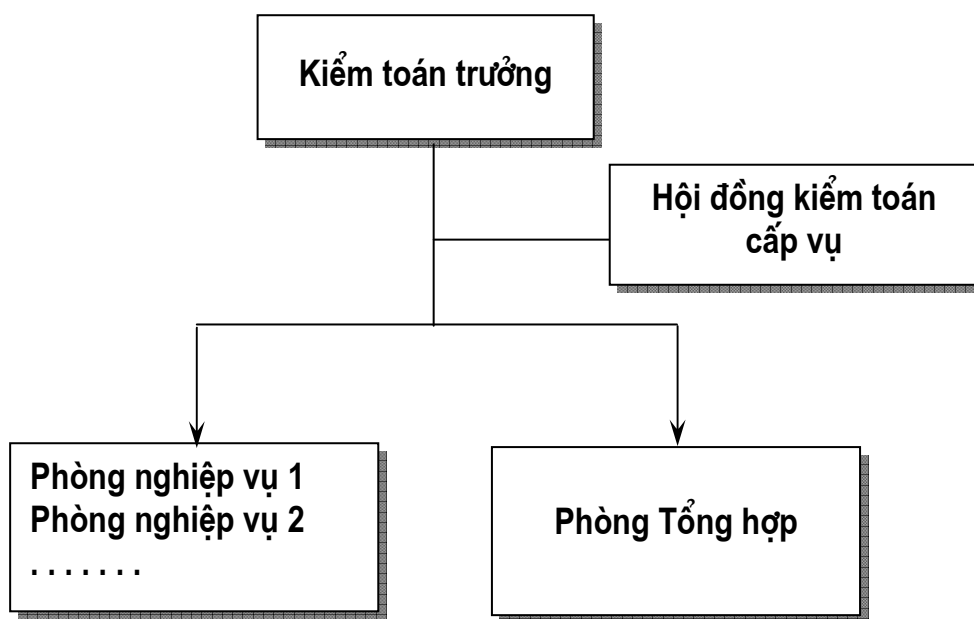 Kiểm toán trưởng
Hội đồng kiểm toán
cấp vụ
Phòng nghiệp vụ 1
Phòng nghiệp vụ 2
. . . . . . .
Phòng Tổng hợp